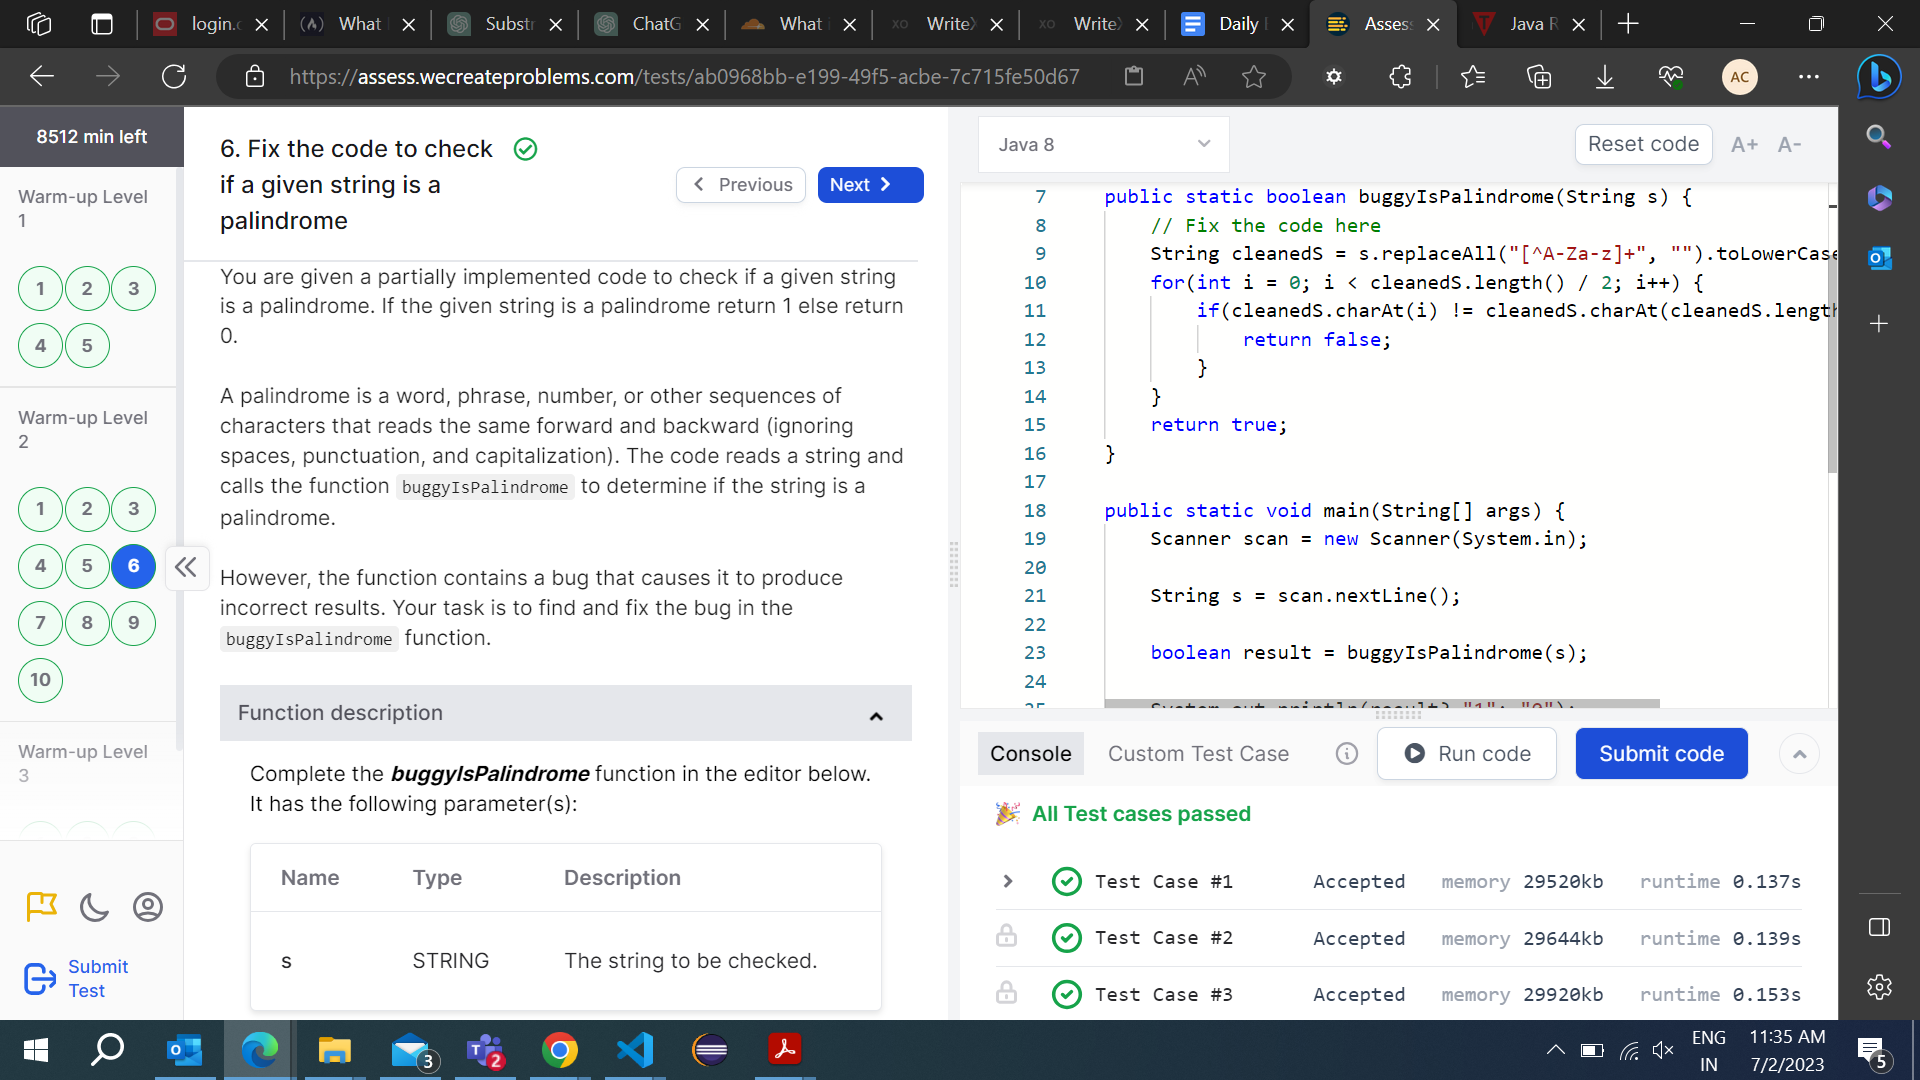 login.
What
Substr
ChatG
What i
WriteX
WriteX
Daily
Assess
Java R
https://assess.wecreateproblems.com/tests/ab0968bb-e199-49f5-acbe-7c715fe50d67
AC
8512 min left
Warm-up Level
1
1 2 3
4 5
Warm-up Level
2
1 2 3
4 5 6
7 8 9
10
Warm-up Level
3
Submit
Test
6. Fix the code to check
if a given string is a
palindrome
Previous
Next
You are given a partially implemented code to check if a given string
is a palindrome. If the given string is a palindrome return 1 else return
0.
A palindrome is a word, phrase, number, or other sequences of
characters that reads the same forward and backward (ignoring
spaces, punctuation, and capitalization). The code reads a string and
calls the function buggyIsPalindrome to determine if the string is a
palindrome.
However, the function contains a bug that causes it to produce
incorrect results. Your task is to find and fix the bug in the
buggyIsPalindrome function.
Function description
Complete the buggyIsPalindrome function in the editor below.
It has the following parameter(s):
Name Type Description
s STRING The string to be checked.
Java 8
Reset code
A+ A-
7 public static boolean buggyIsPalindrome(String s) {
8 // Fix the code here
9 String cleanedS = s.replaceAll("[^A-Za-z]+", "").toLowerCase
10 for(int i = 0; i < cleanedS.length() / 2; i++) {
11 if(cleanedS.charAt(i) != cleanedS.charAt(cleanedS.length
12 return false;
13 }
14 }
15 return true;
16 }
17
18 public static void main(String[] args) {
19 Scanner scan = new Scanner(System.in);
20
21 String s = scan.nextLine();
22
23 boolean result = buggyIsPalindrome(s);
24
25 System.out.println(result? "1": "0");
Console
Custom Test Case
Run code
Submit code
All Test cases passed
Test Case #1 Accepted memory 29520kb runtime 0.137s
Test Case #2 Accepted memory 29644kb runtime 0.139s
Test Case #3 Accepted memory 29920kb runtime 0.153s
3
2
ENG
IN
11:35 AM
7/2/2023
5